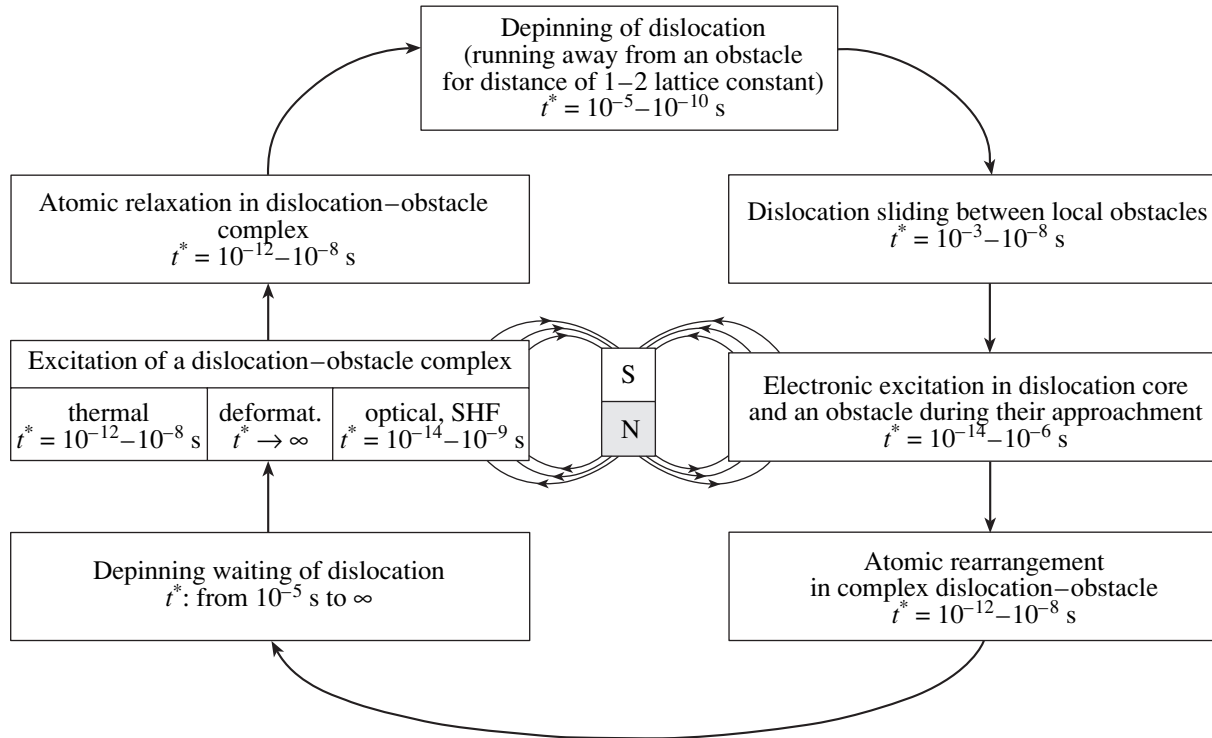 Depinning of dislocation
(running away from an obstacle
for distance of 1–2 lattice constant)
t* = 10⁻⁵–10⁻¹⁰ s
Atomic relaxation in dislocation–obstacle
complex
t* = 10⁻¹²–10⁻⁸ s
Dislocation sliding between local obstacles
t* = 10⁻³–10⁻⁸ s
Excitation of a dislocation–obstacle complex
thermal
t* = 10⁻¹²–10⁻⁸ s
deformat.
t* → ∞
optical, SHF
t* = 10⁻¹⁴–10⁻⁹ s
S
N
Electronic excitation in dislocation core
and an obstacle during their approachment
t* = 10⁻¹⁴–10⁻⁶ s
Depinning waiting of dislocation
t*: from 10⁻⁵ s to ∞
Atomic rearrangement
in complex dislocation–obstacle
t* = 10⁻¹²–10⁻⁸ s